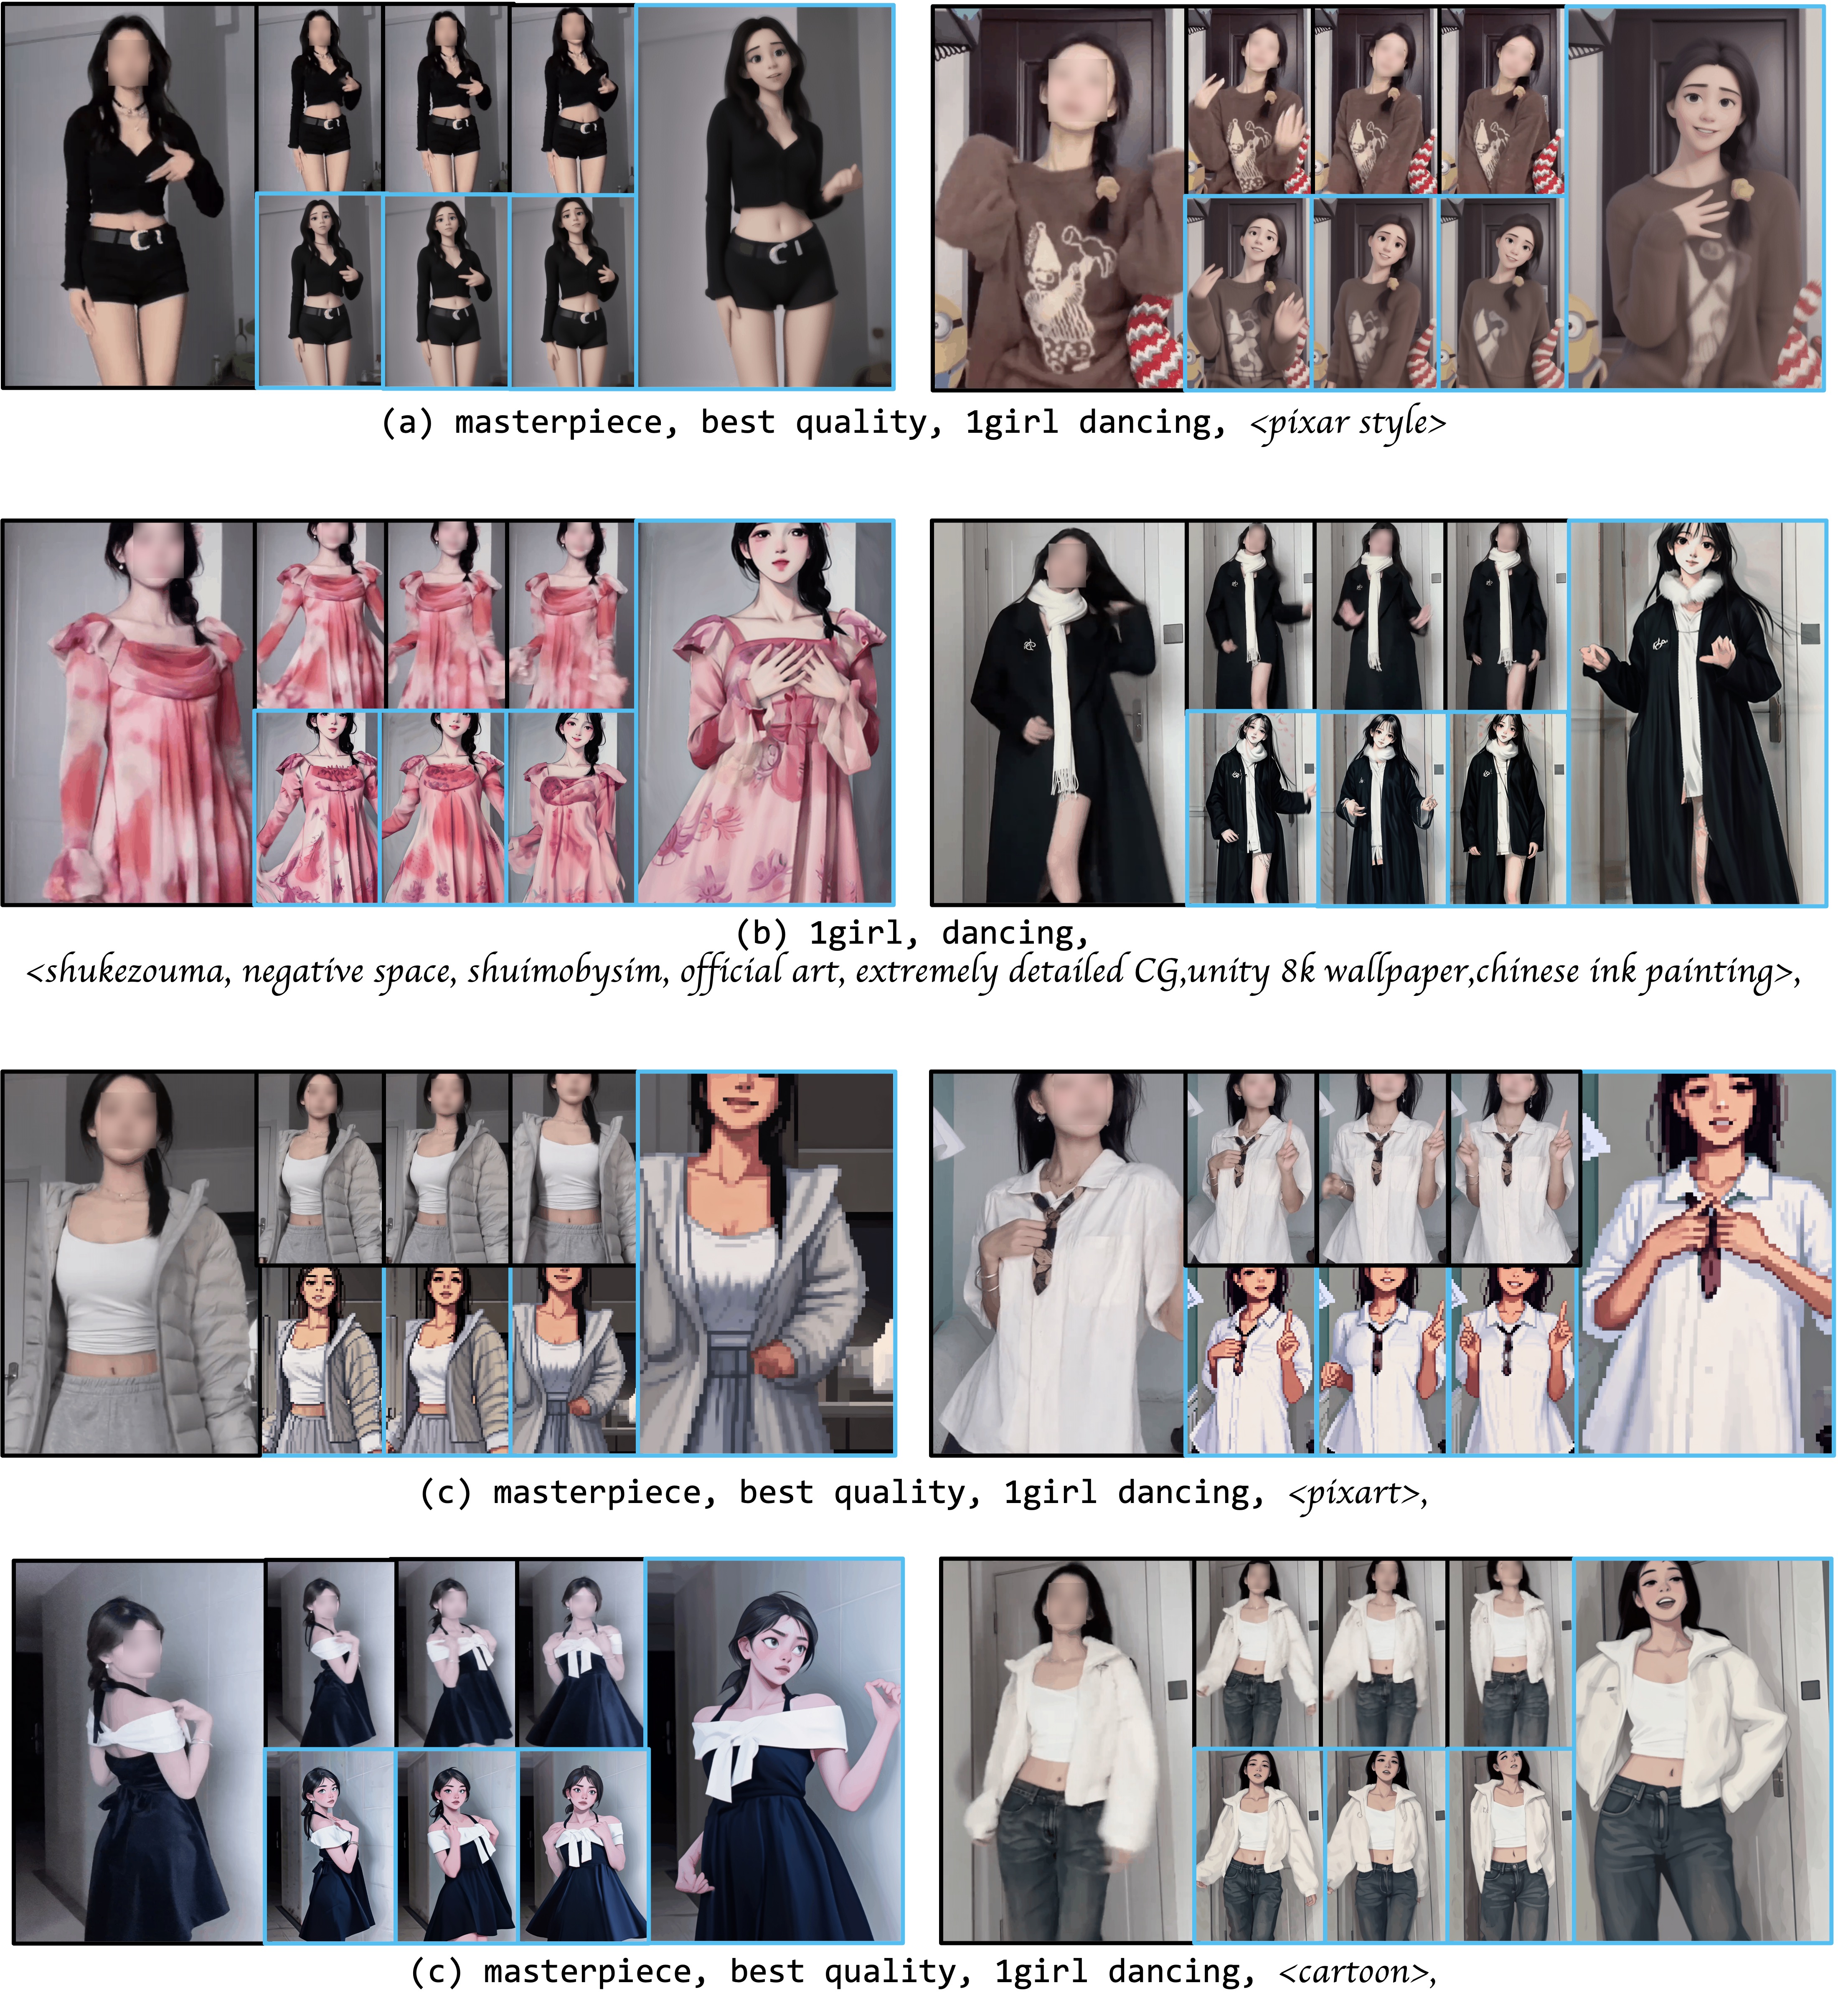 (a) masterpiece, best quality, 1girl dancing, <pixar style>
(b) 1girl, dancing,
<shukezouma, negative space, shuimobysim, official art, extremely detailed CG,unity 8k wallpaper,chinese ink painting>,
(c) masterpiece, best quality, 1girl dancing, <pixart>,
(c) masterpiece, best quality, 1girl dancing, <cartoon>,